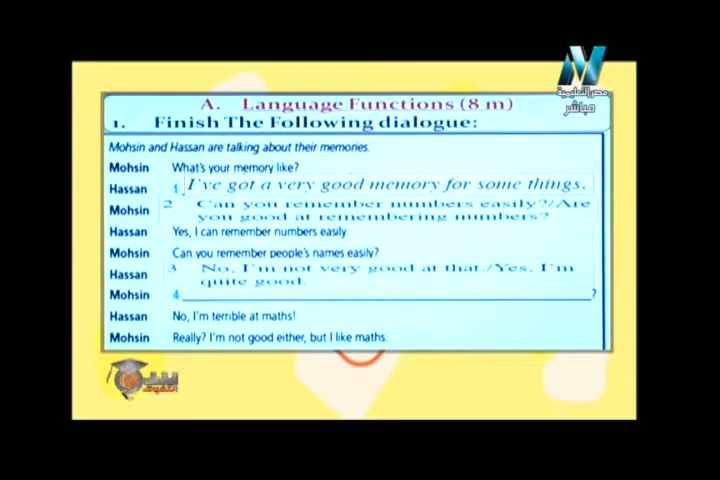 مصر التعليمية
مباشر
A. Language Functions (8 m)
1. Finish The Following dialogue:
Mohsin and Hassan are talking about their memories.
Mohsin What's your memory like?
Hassan 1. I've got a very good memory for some things.
Mohsin 2 Can you remember numbers easily?/Are
you good at remembering numbers?
Hassan Yes, I can remember numbers easily.
Mohsin Can you remember people's names easily?
Hassan 3 No, I'm not very good at that./Yes, I'm
quite good.
Mohsin 4 ?
Hassan No, I'm terrible at maths!
Mohsin Really? I'm not good either, but I like maths.